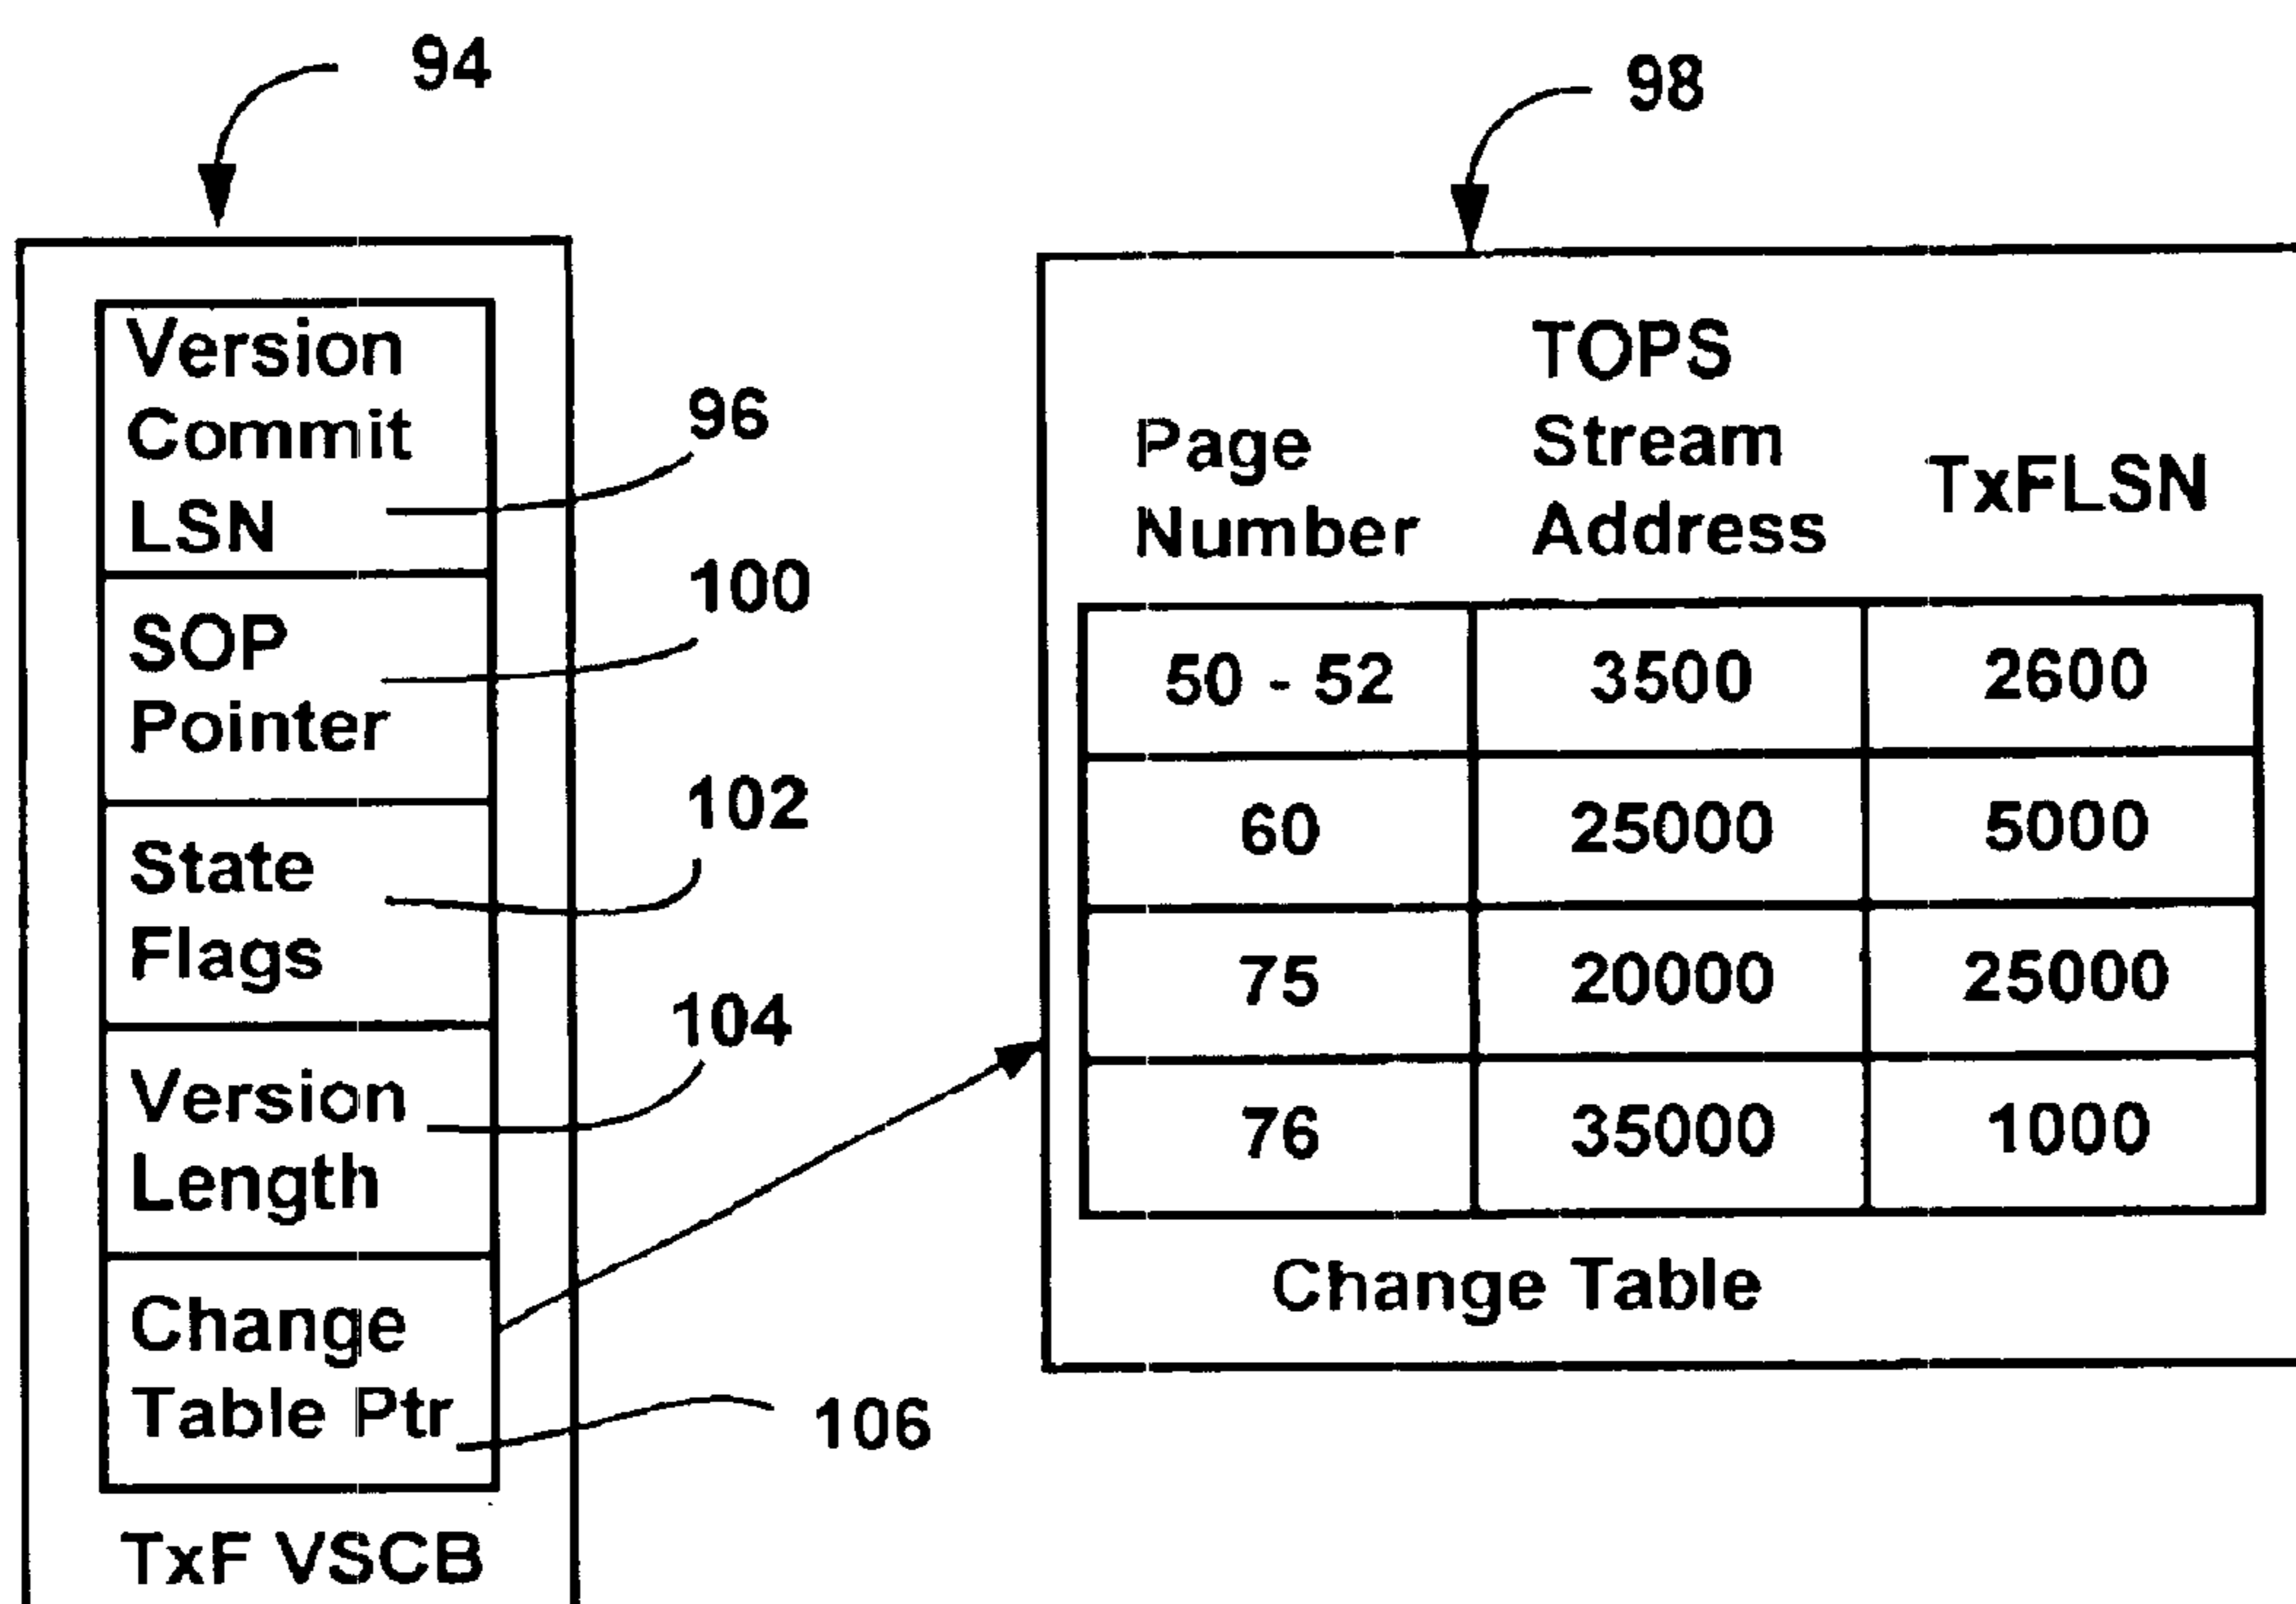 94
98
Version
Commit
LSN
96
SOP
Pointer
100
State
Flags
102
Version
Length
104
Change
Table Ptr
106
TxF VSCB
Page
Number
TOPS
Stream
Address
TxFLSN
50 - 52 3500 2600
60 25000 5000
75 20000 25000
76 35000 1000
Change Table